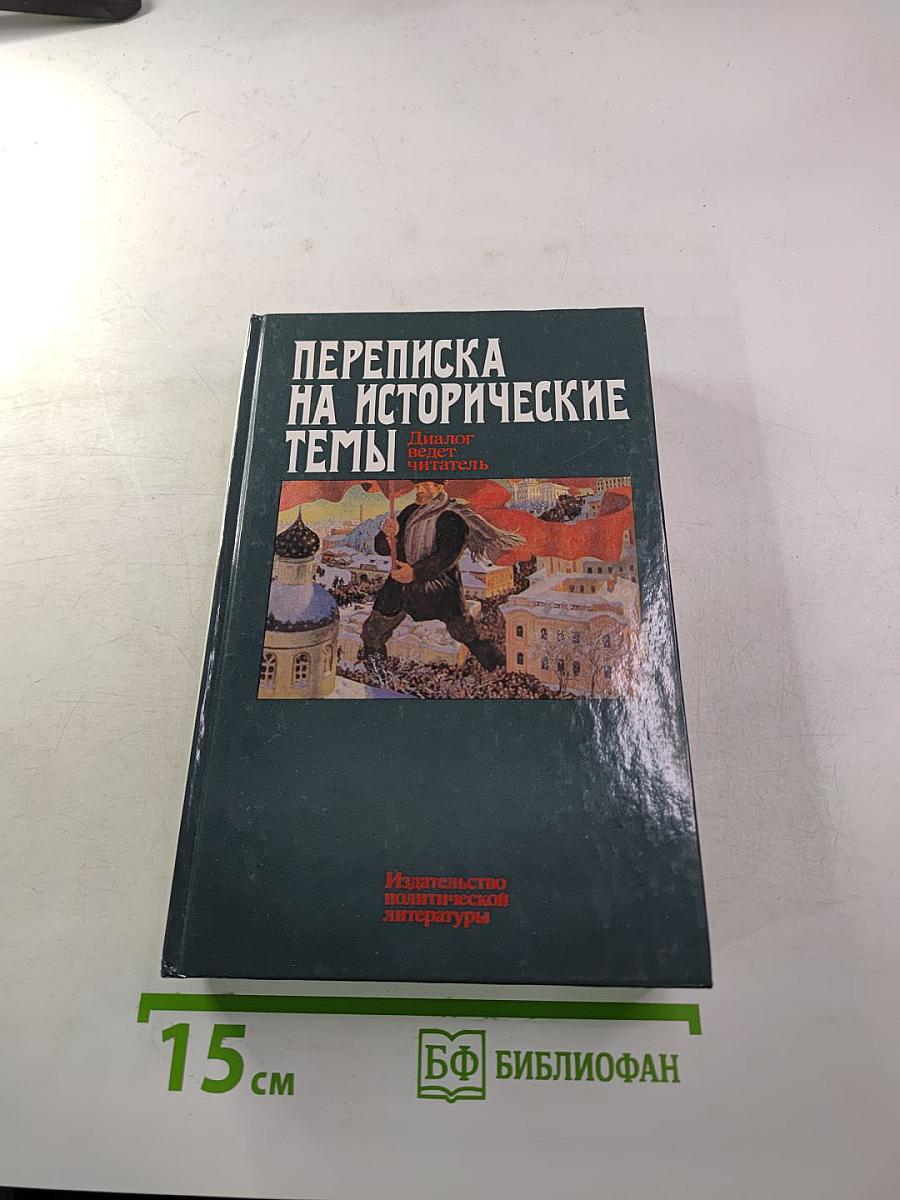 ПЕРЕПИСКА
НА ИСТОРИЧЕСКИЕ
ТЕМЫ
Диалог
ведет
читатель
Издательство
политической
литературы
15 см
БФ БИБЛИОФАН